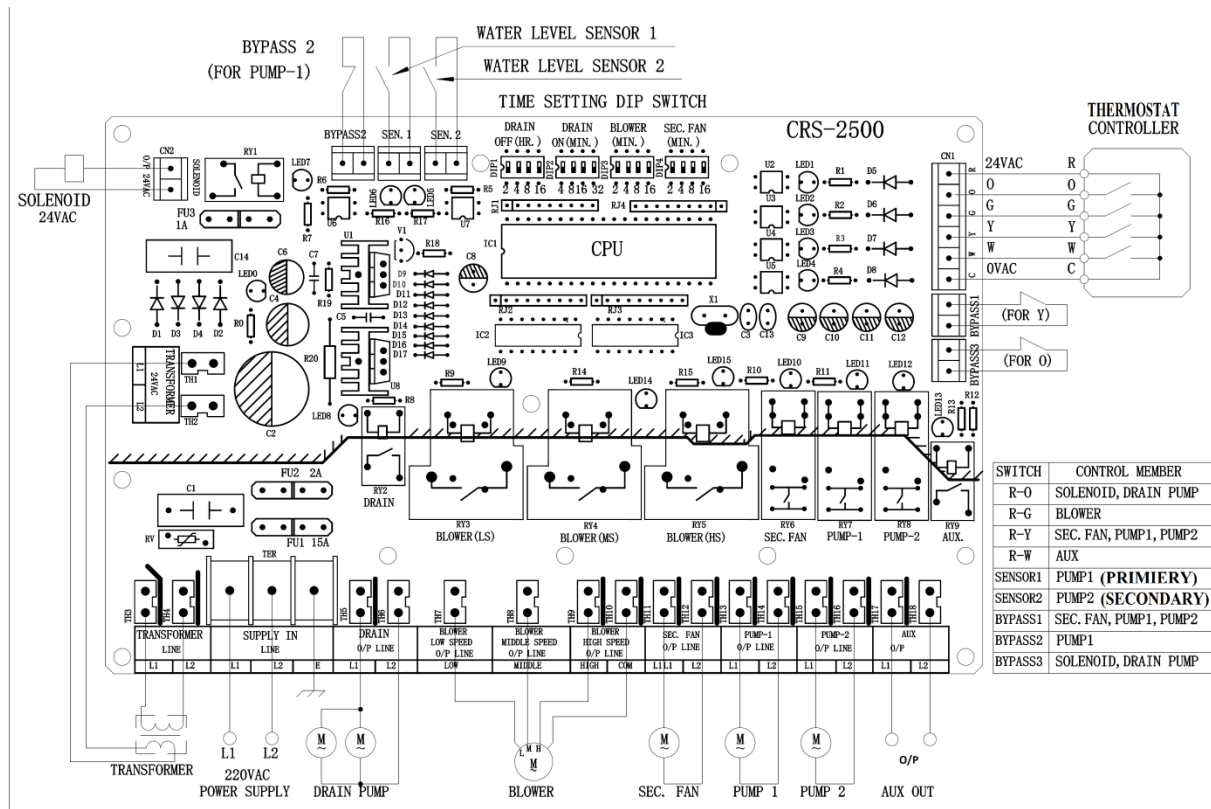 BYPASS 2
(FOR PUMP-1)
WATER LEVEL SENSOR 1
WATER LEVEL SENSOR 2
TIME SETTING DIP SWITCH
CRS-2500
THERMOSTAT
CONTROLLER
SOLENOID
24VAC
CN2
O/P 24VAC
SOLENOID
RY1
LED7
BYPASS2
SEN. 1
SEN. 2
DRAIN
OFF(HR.)
DRAIN
ON(MIN.)
BLOWER
(MIN.)
SEC. FAN
(MIN.)
DIP1
DIP2
DIP3
DIP4
2 4 8 16
4 8 16 32
2 4 8 16
2 4 8 16
FU3
1A
R7
R6
U6
LED6
R16
LED5
R17
U7
R5
RJ1
RJ4
IC1
CPU
U2
LED1
R1
D5
U3
LED2
R2
D6
U4
LED3
R3
D7
U5
LED4
R4
D8
CN1
R
O
G
Y
W
C
24VAC
O
G
Y
W
0VAC
R
O
G
Y
W
C
BYPASS1
(FOR Y)
BYPASS3
(FOR O)
C14
D1
D3
D4
D2
LED0
R0
C6
C7
R19
C4
C5
R20
C2
U1
V1
R18
C8
D9
D10
D11
D12
D13
D14
D15
D16
D17
U8
R8
LED8
RJ2
RJ3
IC2
IC3
X1
C3
C13
C9
C10
C11
C12
L1
L2
24VAC
TRANSFORMER
TH1
TH2
R9
LED9
R14
LED14
R15
LED15
R10
LED10
R11
LED11
LED12
LED13
R13
R12
C1
RV
FU2 2A
FU1 15A
TER
RY2
DRAIN
RY3
BLOWER(LS)
RY4
BLOWER(MS)
RY5
BLOWER(HS)
RY6
SEC. FAN
RY7
PUMP-1
RY8
PUMP-2
RY9
AUX.
TH3
TH4
TH5
TH6
TH7
TH8
TH9
TH10
TH11
TH12
TH13
TH14
TH15
TH16
TH17
TH18
TRANSFORMER
LINE
L1
L2
SUPPLY IN
LINE
L1
L2
E
DRAIN
O/P LINE
L1
L2
BLOWER
LOW SPEED
O/P LINE
LOW
BLOWER
MIDDLE SPEED
O/P LINE
MIDDLE
BLOWER
HIGH SPEED
O/P LINE
HIGH
COM
SEC. FAN
O/P LINE
L1L1
L2
PUMP-1
O/P LINE
L1
L2
PUMP-2
O/P LINE
L1
L2
AUX
O/P
L1
L2
TRANSFORMER
L1
L2
220VAC
POWER SUPPLY
M
~
M
~
DRAIN PUMP
L M H
M
~
BLOWER
M
~
SEC. FAN
M
~
PUMP 1
M
~
PUMP 2
O/P
AUX OUT
SWITCH CONTROL MEMBER
R-O SOLENOID, DRAIN PUMP
R-G BLOWER
R-Y SEC. FAN, PUMP1, PUMP2
R-W AUX
SENSOR1 PUMP1 (PRIMIERY)
SENSOR2 PUMP2 (SECONDARY)
BYPASS1 SEC. FAN, PUMP1, PUMP2
BYPASS2 PUMP1
BYPASS3 SOLENOID, DRAIN PUMP